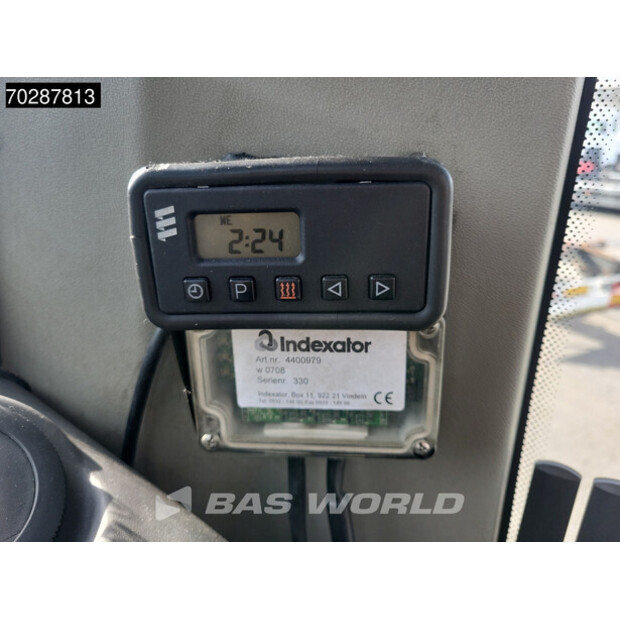 70287813
WE
2:24
P
Indexator
Art.nr. 4400979
w 0708
Serienr. 330
Indexator, Box 11, 922 21 Vindeln
CE
BAS WORLD